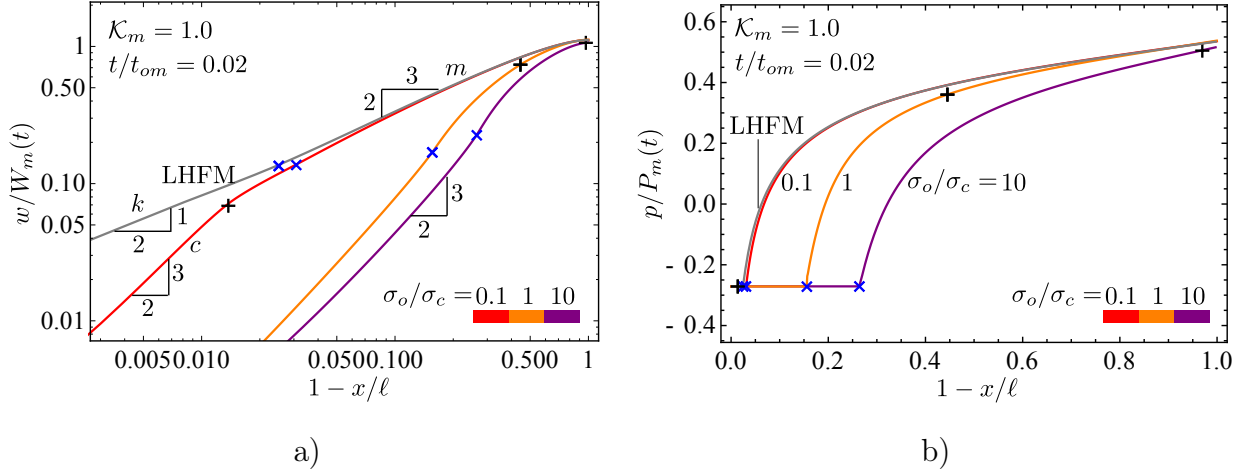 𝒦m = 1.0
t/tom = 0.02
w/Wm(t)
1
0.50
0.10
0.05
0.01
3
2
m
LHFM
k
1
2
c
3
2
3
2
σo/σc = 0.1 1 10
0.005 0.010 0.050 0.100 0.500 1
1 − x/ℓ
a)
𝒦m = 1.0
t/tom = 0.02
p/Pm(t)
0.6
0.4
0.2
0.0
- 0.2
- 0.4
LHFM
0.1
1
σo/σc = 10
σo/σc = 0.1 1 10
0.0 0.2 0.4 0.6 0.8 1.0
1 − x/ℓ
b)